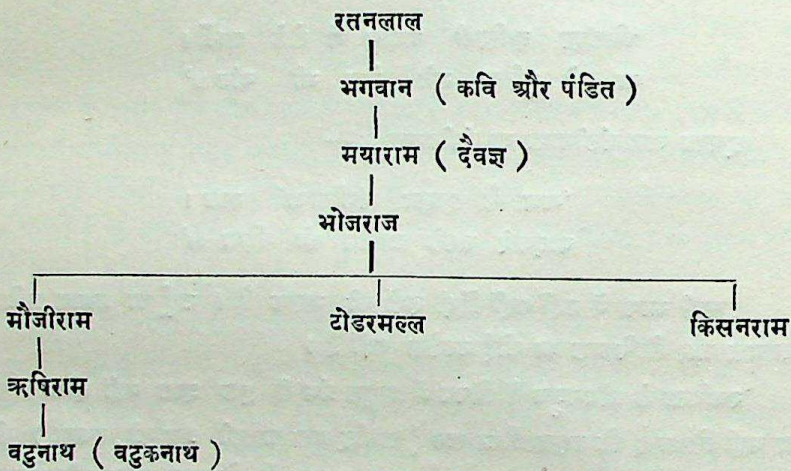 रतनलाल
भगवान ( कवि और पंडित )
मयाराम ( दैवज्ञ )
भोजराज
मौजीराम टोडरमल्ल किसनराम
ऋषिराम
वटुनाथ ( वटुकनाथ )